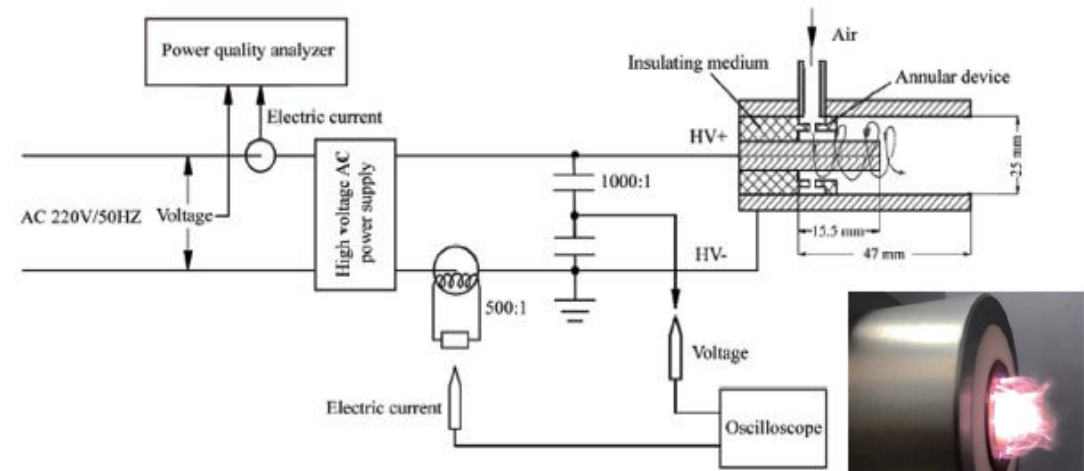 Power quality analyzer
Electric current
AC 220V/50HZ
Voltage
High voltage AC
power supply
500:1
1000:1
HV+
HV-
Insulating medium
Air
Annular device
25 mm
15.5 mm
47 mm
Electric current
Voltage
Oscilloscope